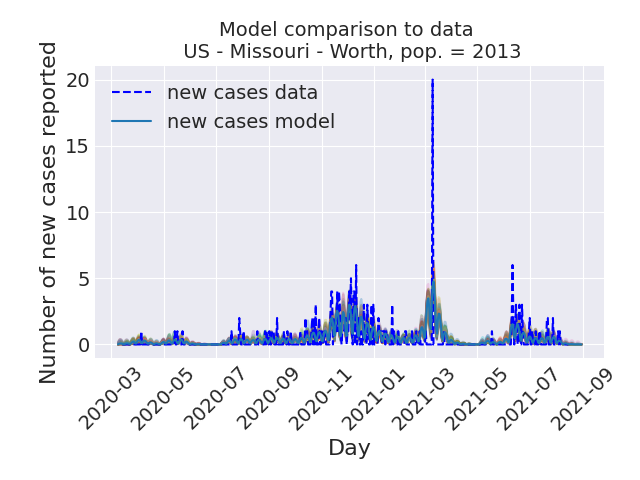 Model comparison to data
US - Missouri - Worth, pop. = 2013
new cases data
new cases model
Number of new cases reported
20
15
10
5
0
2020-03
2020-05
2020-07
2020-09
2020-11
2021-01
2021-03
2021-05
2021-07
2021-09
Day